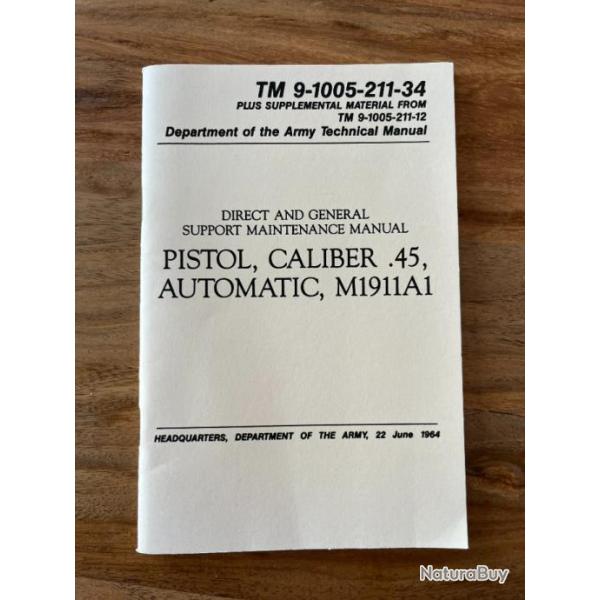 TM 9-1005-211-34
PLUS SUPPLEMENTAL MATERIAL FROM
TM 9-1005-211-12
Department of the Army Technical Manual
DIRECT AND GENERAL
SUPPORT MAINTENANCE MANUAL
PISTOL, CALIBER .45,
AUTOMATIC, M1911A1
HEADQUARTERS, DEPARTMENT OF THE ARMY, 22 June 1964
NaturaBuy